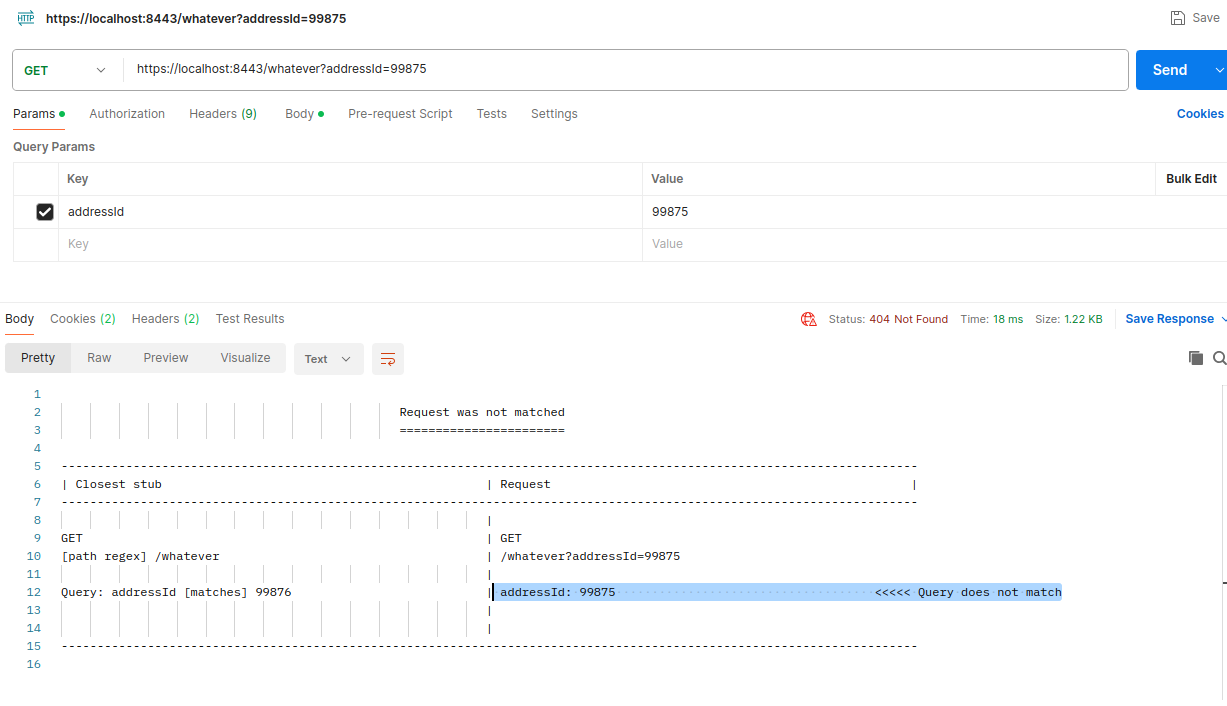 HTTP https://localhost:8443/whatever?addressId=99875 Save
GET https://localhost:8443/whatever?addressId=99875 Send
Params Authorization Headers (9) Body Pre-request Script Tests Settings Cookies
Query Params
Key Value Bulk Edit
addressId 99875
Key Value
Body Cookies (2) Headers (2) Test Results Status: 404 Not Found Time: 18 ms Size: 1.22 KB Save Response
Pretty Raw Preview Visualize Text
1
2 Request was not matched
3 =======================
4
5 -----------------------------------------------------------------------------------------------------------------------
6 | Closest stub | Request |
7 -----------------------------------------------------------------------------------------------------------------------
8 |
9 GET | GET
10 [path regex] /whatever | /whatever?addressId=99875
11 |
12 Query: addressId [matches] 99876 | addressId: 99875 <<<<< Query does not match
13 |
14 |
15 -----------------------------------------------------------------------------------------------------------------------
16